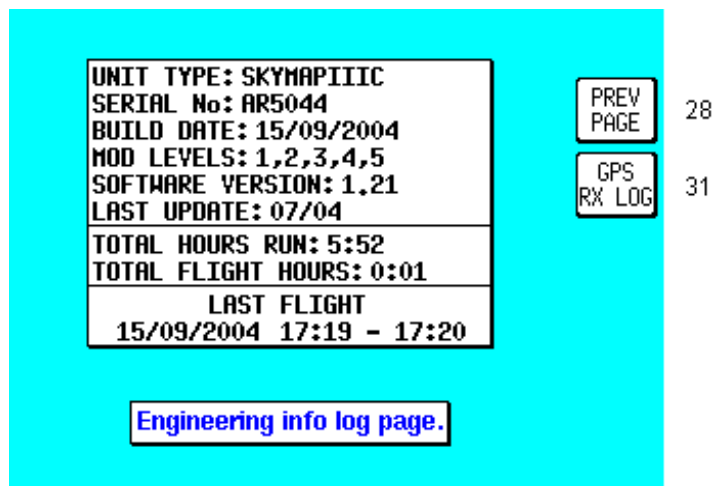 UNIT TYPE: SKYMAPIIIC
SERIAL No: AR5044
BUILD DATE: 15/09/2004
MOD LEVELS: 1,2,3,4,5
SOFTWARE VERSION: 1.21
LAST UPDATE: 07/04
TOTAL HOURS RUN: 5:52
TOTAL FLIGHT HOURS: 0:01
LAST FLIGHT
15/09/2004 17:19 - 17:20
PREV
PAGE
28
GPS
RX LOG
31
Engineering info log page.